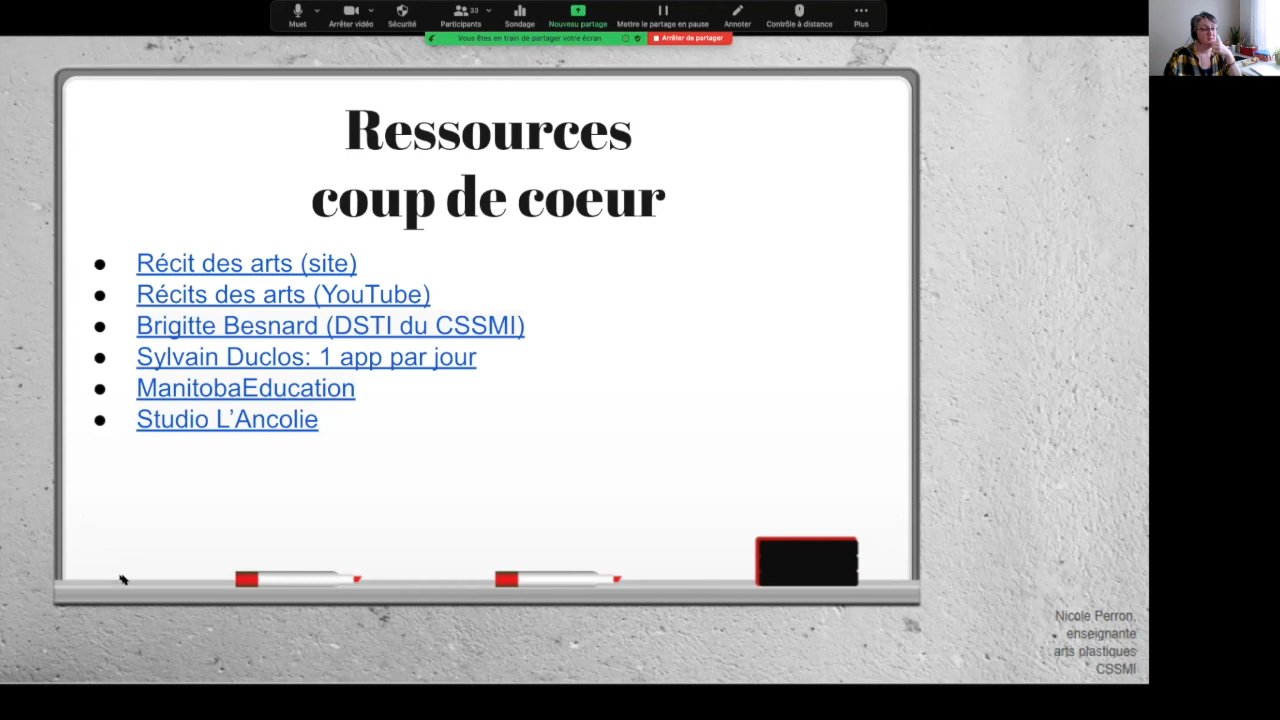 Muet
Arrêter vidéo
Sécurité
33
Participants
Sondage
Nouveau partage
Mettre le partage en pause
Annoter
Contrôle à distance
Plus
Vous êtes en train de partager votre écran
Arrêter de partager
Ressources
coup de coeur
Récit des arts (site)
Récits des arts (YouTube)
Brigitte Besnard (DSTI du CSSMI)
Sylvain Duclos: 1 app par jour
ManitobaEducation
Studio L’Ancolie
Nicole Perron,
enseignante
arts plastiques
CSSMI